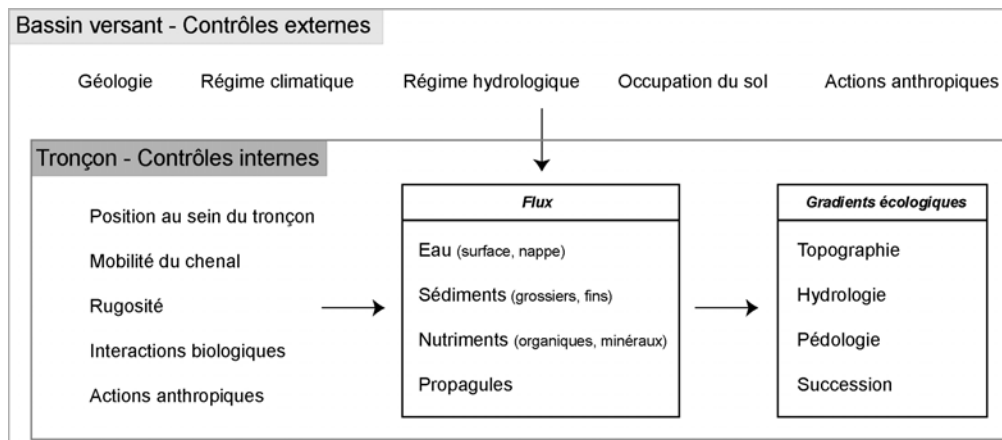 Bassin versant - Contrôles externes
Géologie Régime climatique Régime hydrologique Occupation du sol Actions anthropiques
Tronçon - Contrôles internes
Position au sein du tronçon
Mobilité du chenal
Rugosité
Interactions biologiques
Actions anthropiques
Flux
Eau (surface, nappe)
Sédiments (grossiers, fins)
Nutriments (organiques, minéraux)
Propagules
Gradients écologiques
Topographie
Hydrologie
Pédologie
Succession